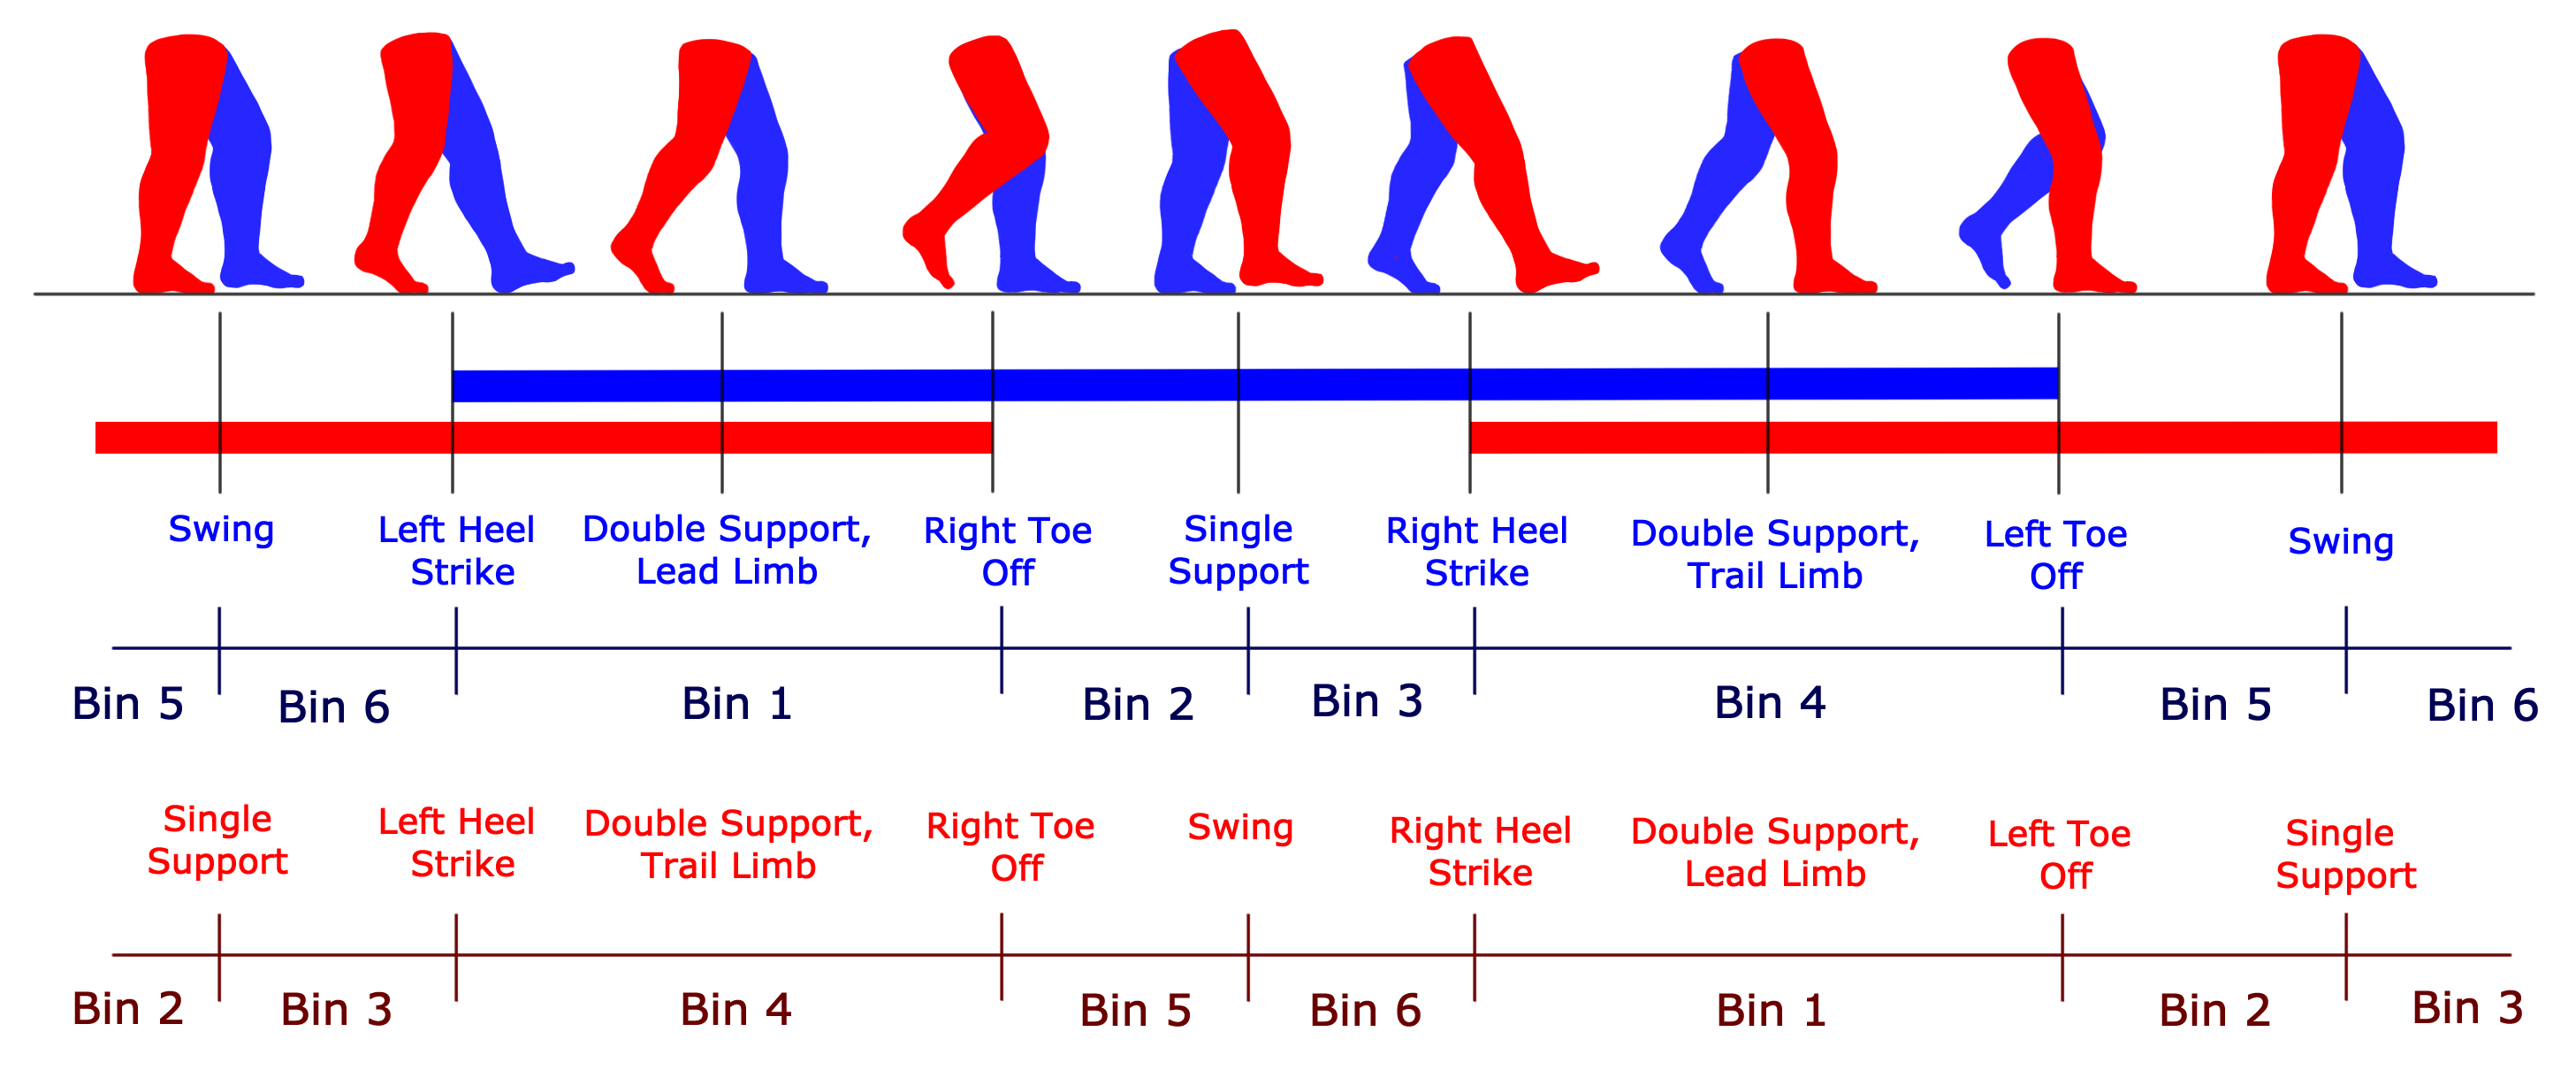 Swing
Left Heel
Strike
Double Support,
Lead Limb
Right Toe
Off
Single
Support
Right Heel
Strike
Double Support,
Trail Limb
Left Toe
Off
Swing
Bin 5
Bin 6
Bin 1
Bin 2
Bin 3
Bin 4
Bin 5
Bin 6
Single
Support
Left Heel
Strike
Double Support,
Trail Limb
Right Toe
Off
Swing
Right Heel
Strike
Double Support,
Lead Limb
Left Toe
Off
Single
Support
Bin 2
Bin 3
Bin 4
Bin 5
Bin 6
Bin 1
Bin 2
Bin 3